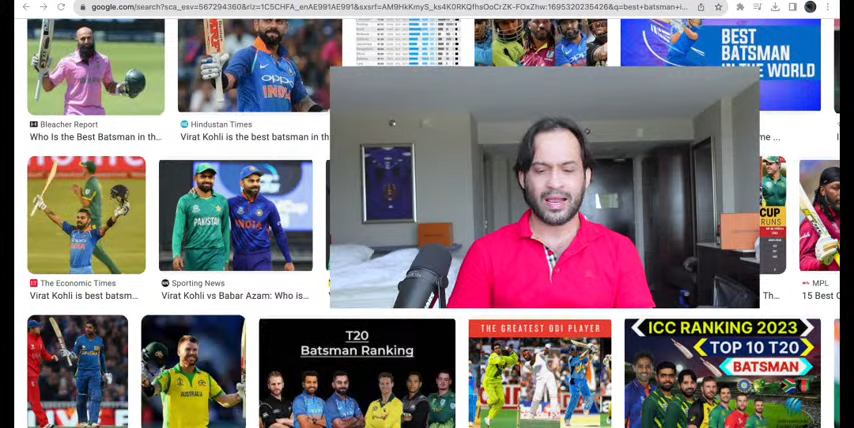 google.com/search?sca_esv=567294360&rlz=1C5CHFA_enAE991AE991&sxsrf=AM9HkKmyS_ks4K0RKQfhsOoCrZK-FOxZhw:1695320235426&q=best+batsman+i...
OPPO
INDIA
BEST
BATSMAN
IN THE WORLD
Bleacher Report
Who Is the Best Batsman in th...
Hindustan Times
Virat Kohli is the best batsman in th
me ...
PAKISTAN
INDIA
CUP
RUNS
The Economic Times
Virat Kohli is best batsm...
Sporting News
Virat Kohli vs Babar Azam: Who is...
Th...
MPL
15 Best C
AUSTRALIA
T20
Batsman Ranking
THE GREATEST ODI PLAYER
ICC RANKING 2023
TOP 10 T20
BATSMAN